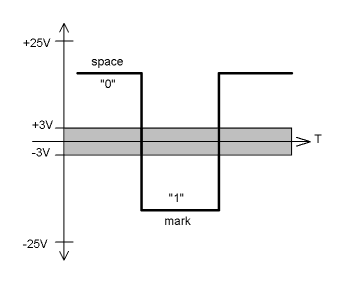 +25V
space
"0"
+3V
T
-3V
"1"
mark
-25V